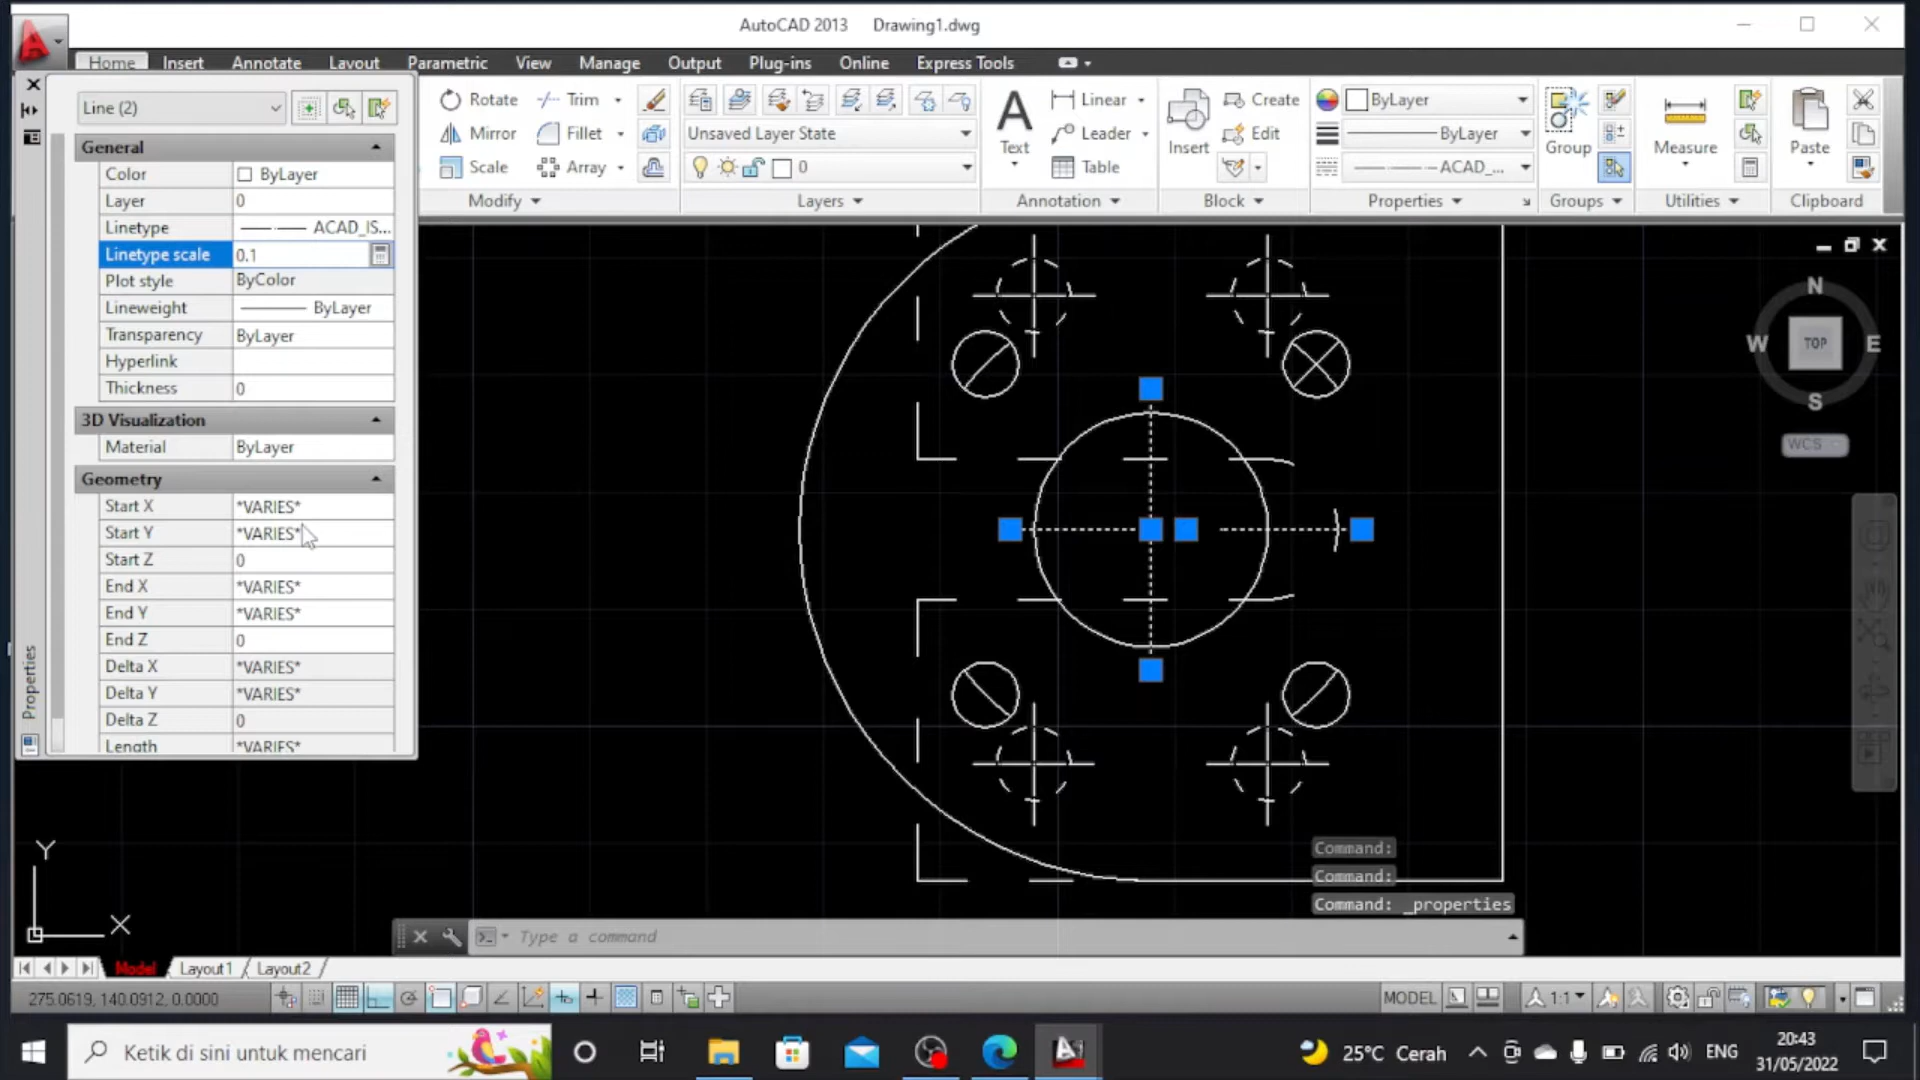 AutoCAD 2013 Drawing1.dwg
Home Insert Annotate Layout Parametric View Manage Output Plug-ins Online Express Tools
Line (2)
General
Color ByLayer
Layer 0
Linetype ACAD_IS...
Linetype scale 0.1
Plot style ByColor
Lineweight ByLayer
Transparency ByLayer
Hyperlink
Thickness 0
3D Visualization
Material ByLayer
Geometry
Start X *VARIES*
Start Y *VARIES*
Start Z 0
End X *VARIES*
End Y *VARIES*
End Z 0
Delta X *VARIES*
Delta Y *VARIES*
Delta Z 0
Length *VARIES*
Properties
Rotate Trim
Mirror Fillet
Scale Array
Modify
Unsaved Layer State
0
Layers
Text
Linear
Leader
Table
Annotation
Insert
Create
Edit
Block
ByLayer
ByLayer
ACAD_...
Properties
Group
Groups
Measure
Utilities
Paste
Clipboard
N
W TOP E
S
WCS
Y
X
Command:
Command:
Command: _properties
Type a command
Model Layout1 Layout2
275.0619, 140.0912, 0.0000
MODEL
1:1
Ketik di sini untuk mencari
25°C Cerah
ENG
20:43
31/05/2022